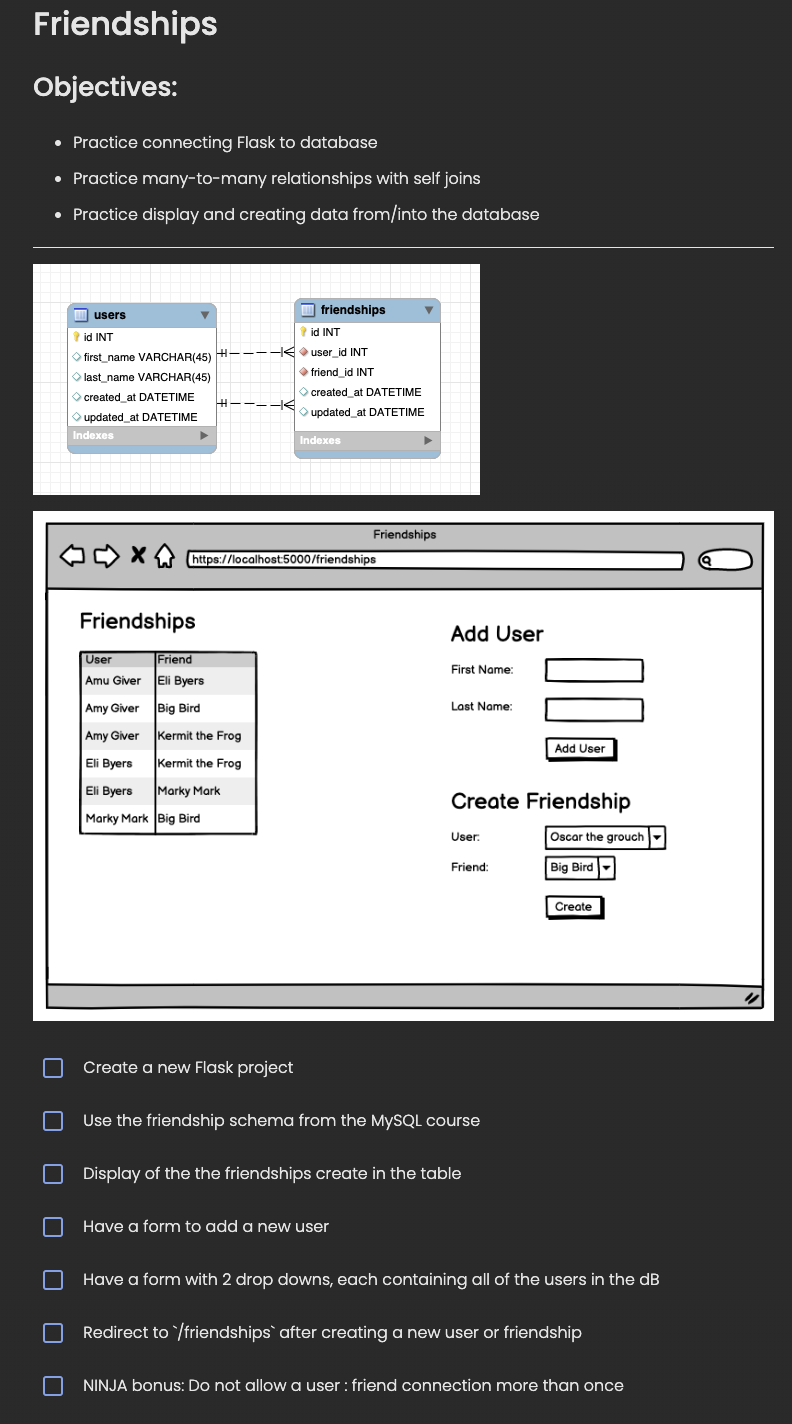 Friendships
Objectives:
Practice connecting Flask to database
Practice many-to-many relationships with self joins
Practice display and creating data from/into the database
users
id INT
first_name VARCHAR(45)
last_name VARCHAR(45)
created_at DATETIME
updated_at DATETIME
Indexes
friendships
id INT
user_id INT
friend_id INT
created_at DATETIME
updated_at DATETIME
Indexes
Friendships
https://localhost:5000/friendships
Friendships
User Friend
Amu Giver Eli Byers
Amy Giver Big Bird
Amy Giver Kermit the Frog
Eli Byers Kermit the Frog
Eli Byers Marky Mark
Marky Mark Big Bird
Add User
First Name:
Last Name:
Add User
Create Friendship
User: Oscar the grouch
Friend: Big Bird
Create
Create a new Flask project
Use the friendship schema from the MySQL course
Display of the the friendships create in the table
Have a form to add a new user
Have a form with 2 drop downs, each containing all of the users in the dB
Redirect to `/friendships` after creating a new user or friendship
NINJA bonus: Do not allow a user : friend connection more than once